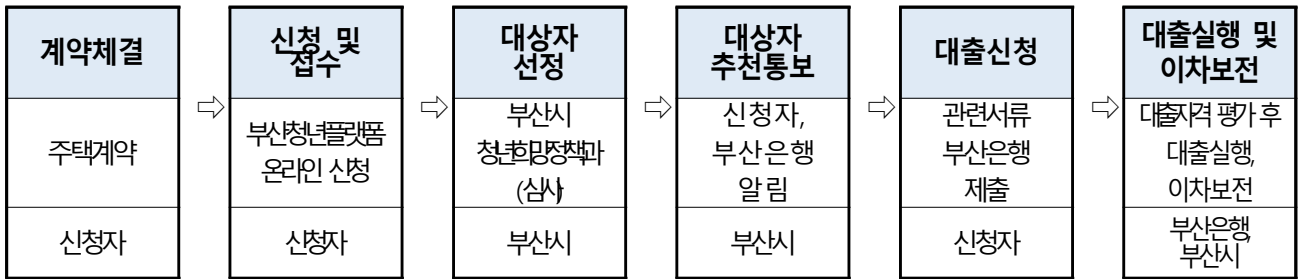 계약체결
주택계약
신청자
⇨
신청 및
접수
부산청년플랫폼
온라인 신청
신청자
⇨
대상자
선정
부산시
청년희망정책과
(심사)
부산시
⇨
대상자
추천통보
신청자,
부산은행
알림
부산시
⇨
대출신청
관련서류
부산은행
제출
신청자
⇨
대출실행 및
이차보전
대출자격 평가 후
대출실행,
이차보전
부산은행,
부산시